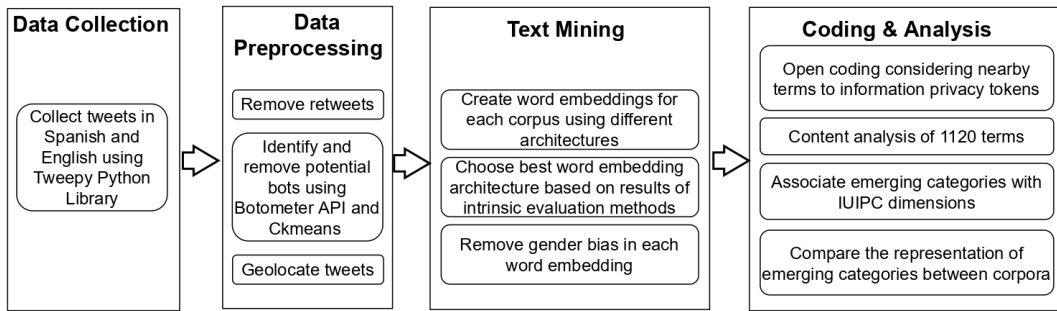 Data Collection
Collect tweets in
Spanish and
English using
Tweepy Python
Library
Data
Preprocessing
Remove retweets
Identify and
remove potential
bots using
Botometer API and
Ckmeans
Geolocate tweets
Text Mining
Create word embeddings for
each corpus using different
architectures
Choose best word embedding
architecture based on results of
intrinsic evaluation methods
Remove gender bias in each
word embedding
Coding & Analysis
Open coding considering nearby
terms to information privacy tokens
Content analysis of 1120 terms
Associate emerging categories with
IUIPC dimensions
Compare the representation of
emerging categories between corpora